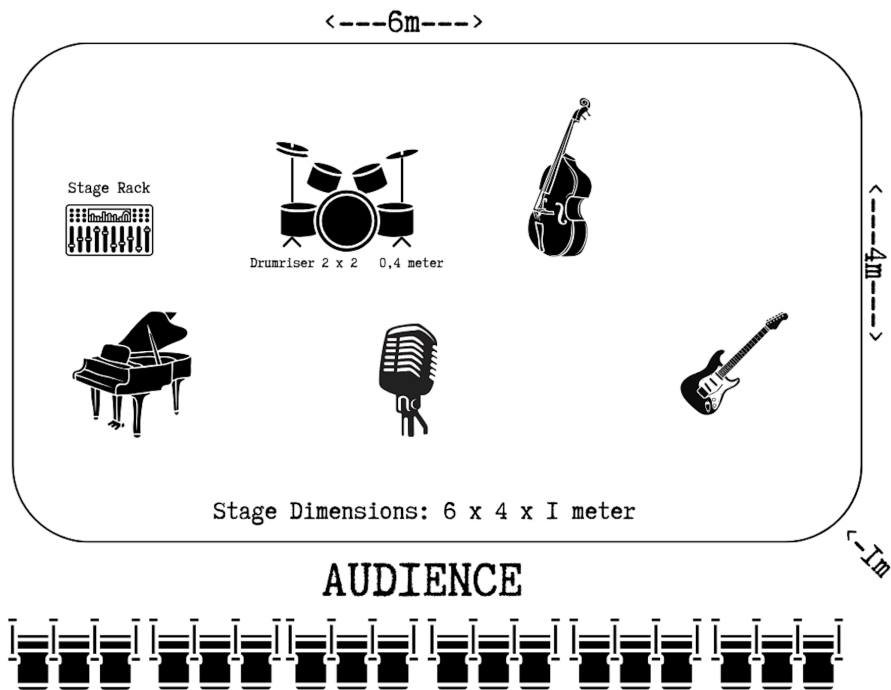 <---6m--->
Stage Rack
<----4m---->
Drumriser 2 x 2 0,4 meter
Stage Dimensions: 6 x 4 x I meter
<-Im
AUDIENCE